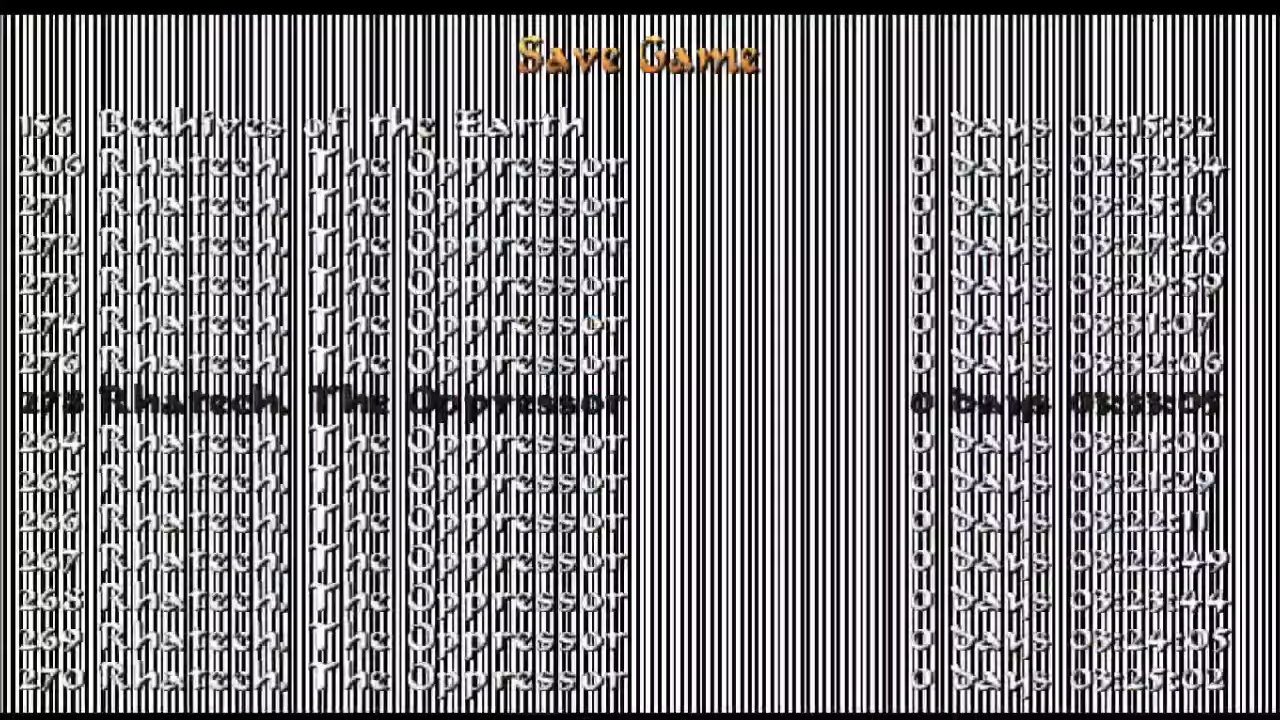 Save Game
156 Beehives of the Earth 0 days 02:15:32
206 Rhatech, The Oppressor 0 days 02:52:34
271 Rhatech, The Oppressor 0 days 03:25:16
272 Rhatech, The Oppressor 0 days 03:27:46
273 Rhatech, The Oppressor 0 days 03:29:59
274 Rhatech, The Oppressor 0 days 03:31:07
276 Rhatech, The Oppressor 0 days 03:32:06
278 Rhatech, The Oppressor 0 days 03:33:05
264 Rhatech, The Oppressor 0 days 03:21:00
265 Rhatech, The Oppressor 0 days 03:21:29
266 Rhatech, The Oppressor 0 days 03:22:11
267 Rhatech, The Oppressor 0 days 03:22:49
268 Rhatech, The Oppressor 0 days 03:23:44
269 Rhatech, The Oppressor 0 days 03:24:05
270 Rhatech, The Oppressor 0 days 03:25:02